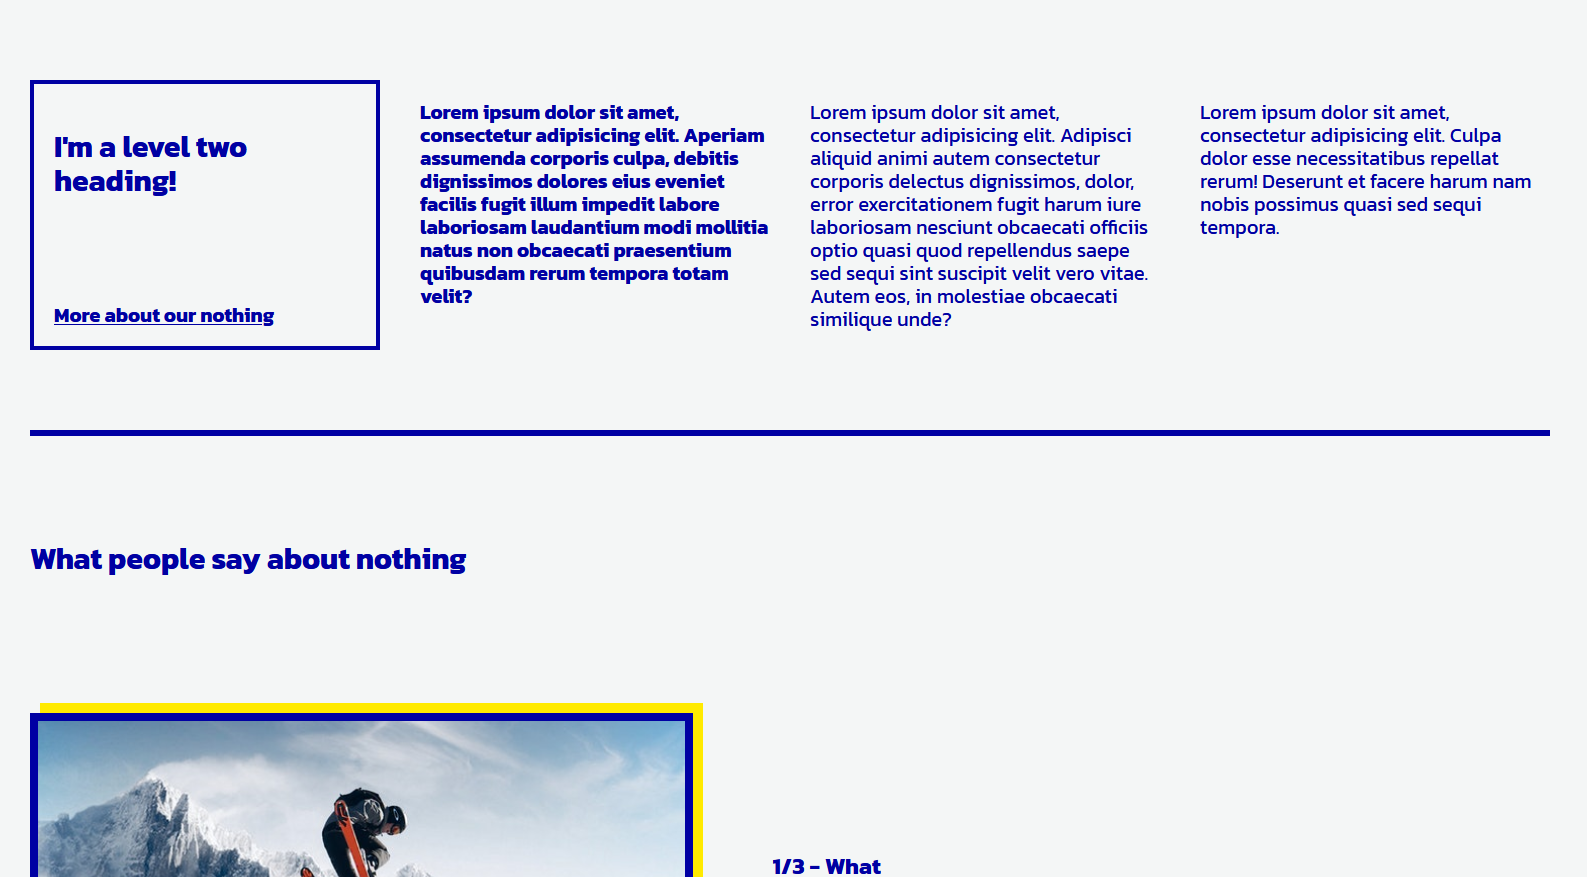 I'm a level two
heading!
More about our nothing
Lorem ipsum dolor sit amet,
consectetur adipisicing elit. Aperiam
assumenda corporis culpa, debitis
dignissimos dolores eius eveniet
facilis fugit illum impedit labore
laboriosam laudantium modi mollitia
natus non obcaecati praesentium
quibusdam rerum tempora totam
velit?
Lorem ipsum dolor sit amet,
consectetur adipisicing elit. Adipisci
aliquid animi autem consectetur
corporis delectus dignissimos, dolor,
error exercitationem fugit harum iure
laboriosam nesciunt obcaecati officiis
optio quasi quod repellendus saepe
sed sequi sint suscipit velit vero vitae.
Autem eos, in molestiae obcaecati
similique unde?
Lorem ipsum dolor sit amet,
consectetur adipisicing elit. Culpa
dolor esse necessitatibus repellat
rerum! Deserunt et facere harum nam
nobis possimus quasi sed sequi
tempora.
What people say about nothing
1/3 - What